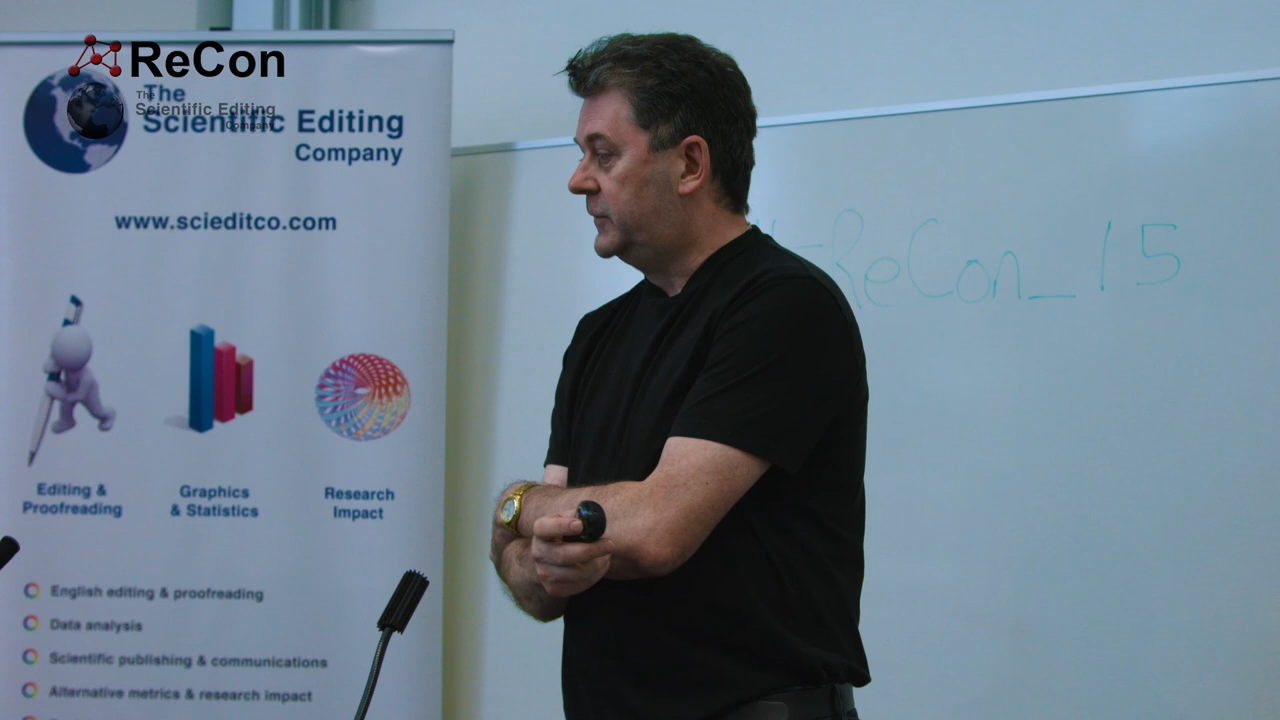 ReCon
The
Scientific Editing
Company
The
Scientific Editing
Company
www.scieditco.com
Editing &
Proofreading
Graphics
& Statistics
Research
Impact
English editing & proofreading
Data analysis
Scientific publishing & communications
Alternative metrics & research impact
#ReCon_15